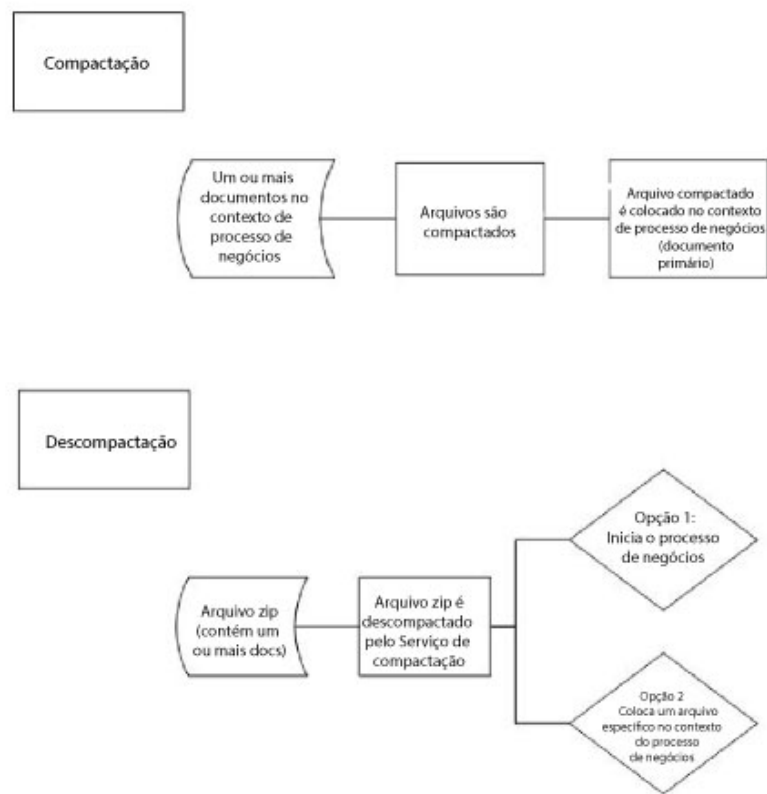 Compactação
Um ou mais
documentos no
contexto de
processo de
negócios
Arquivos são
compactados
Arquivo compactado
é colocado no contexto
de processo de negócios
(documento
primário)
Descompactação
Arquivo zip
(contém um
ou mais docs)
Arquivo zip é
descompactado
pelo Serviço de
compactação
Opção 1:
Inicia o processo
de negócios
Opção 2
Coloca um arquivo
específico no contexto
do processo
de negócios